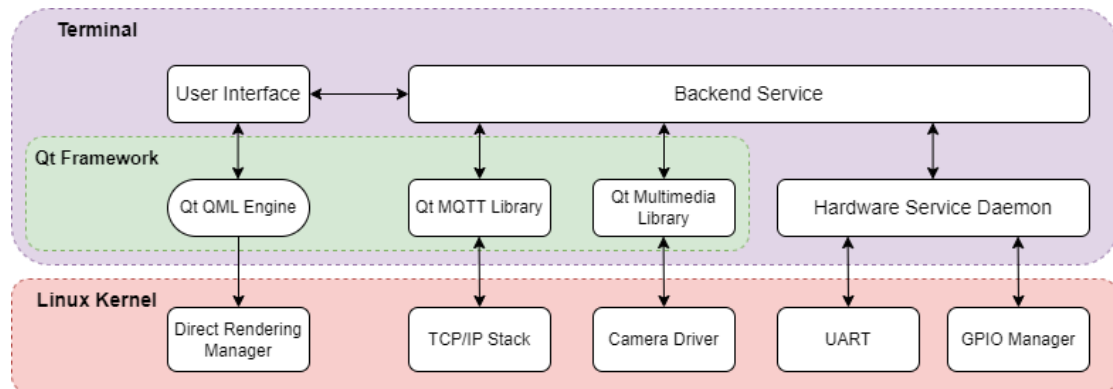 Terminal
User Interface
Backend Service
Qt Framework
Qt QML Engine
Qt MQTT Library
Qt Multimedia
Library
Hardware Service Daemon
Linux Kernel
Direct Rendering
Manager
TCP/IP Stack
Camera Driver
UART
GPIO Manager